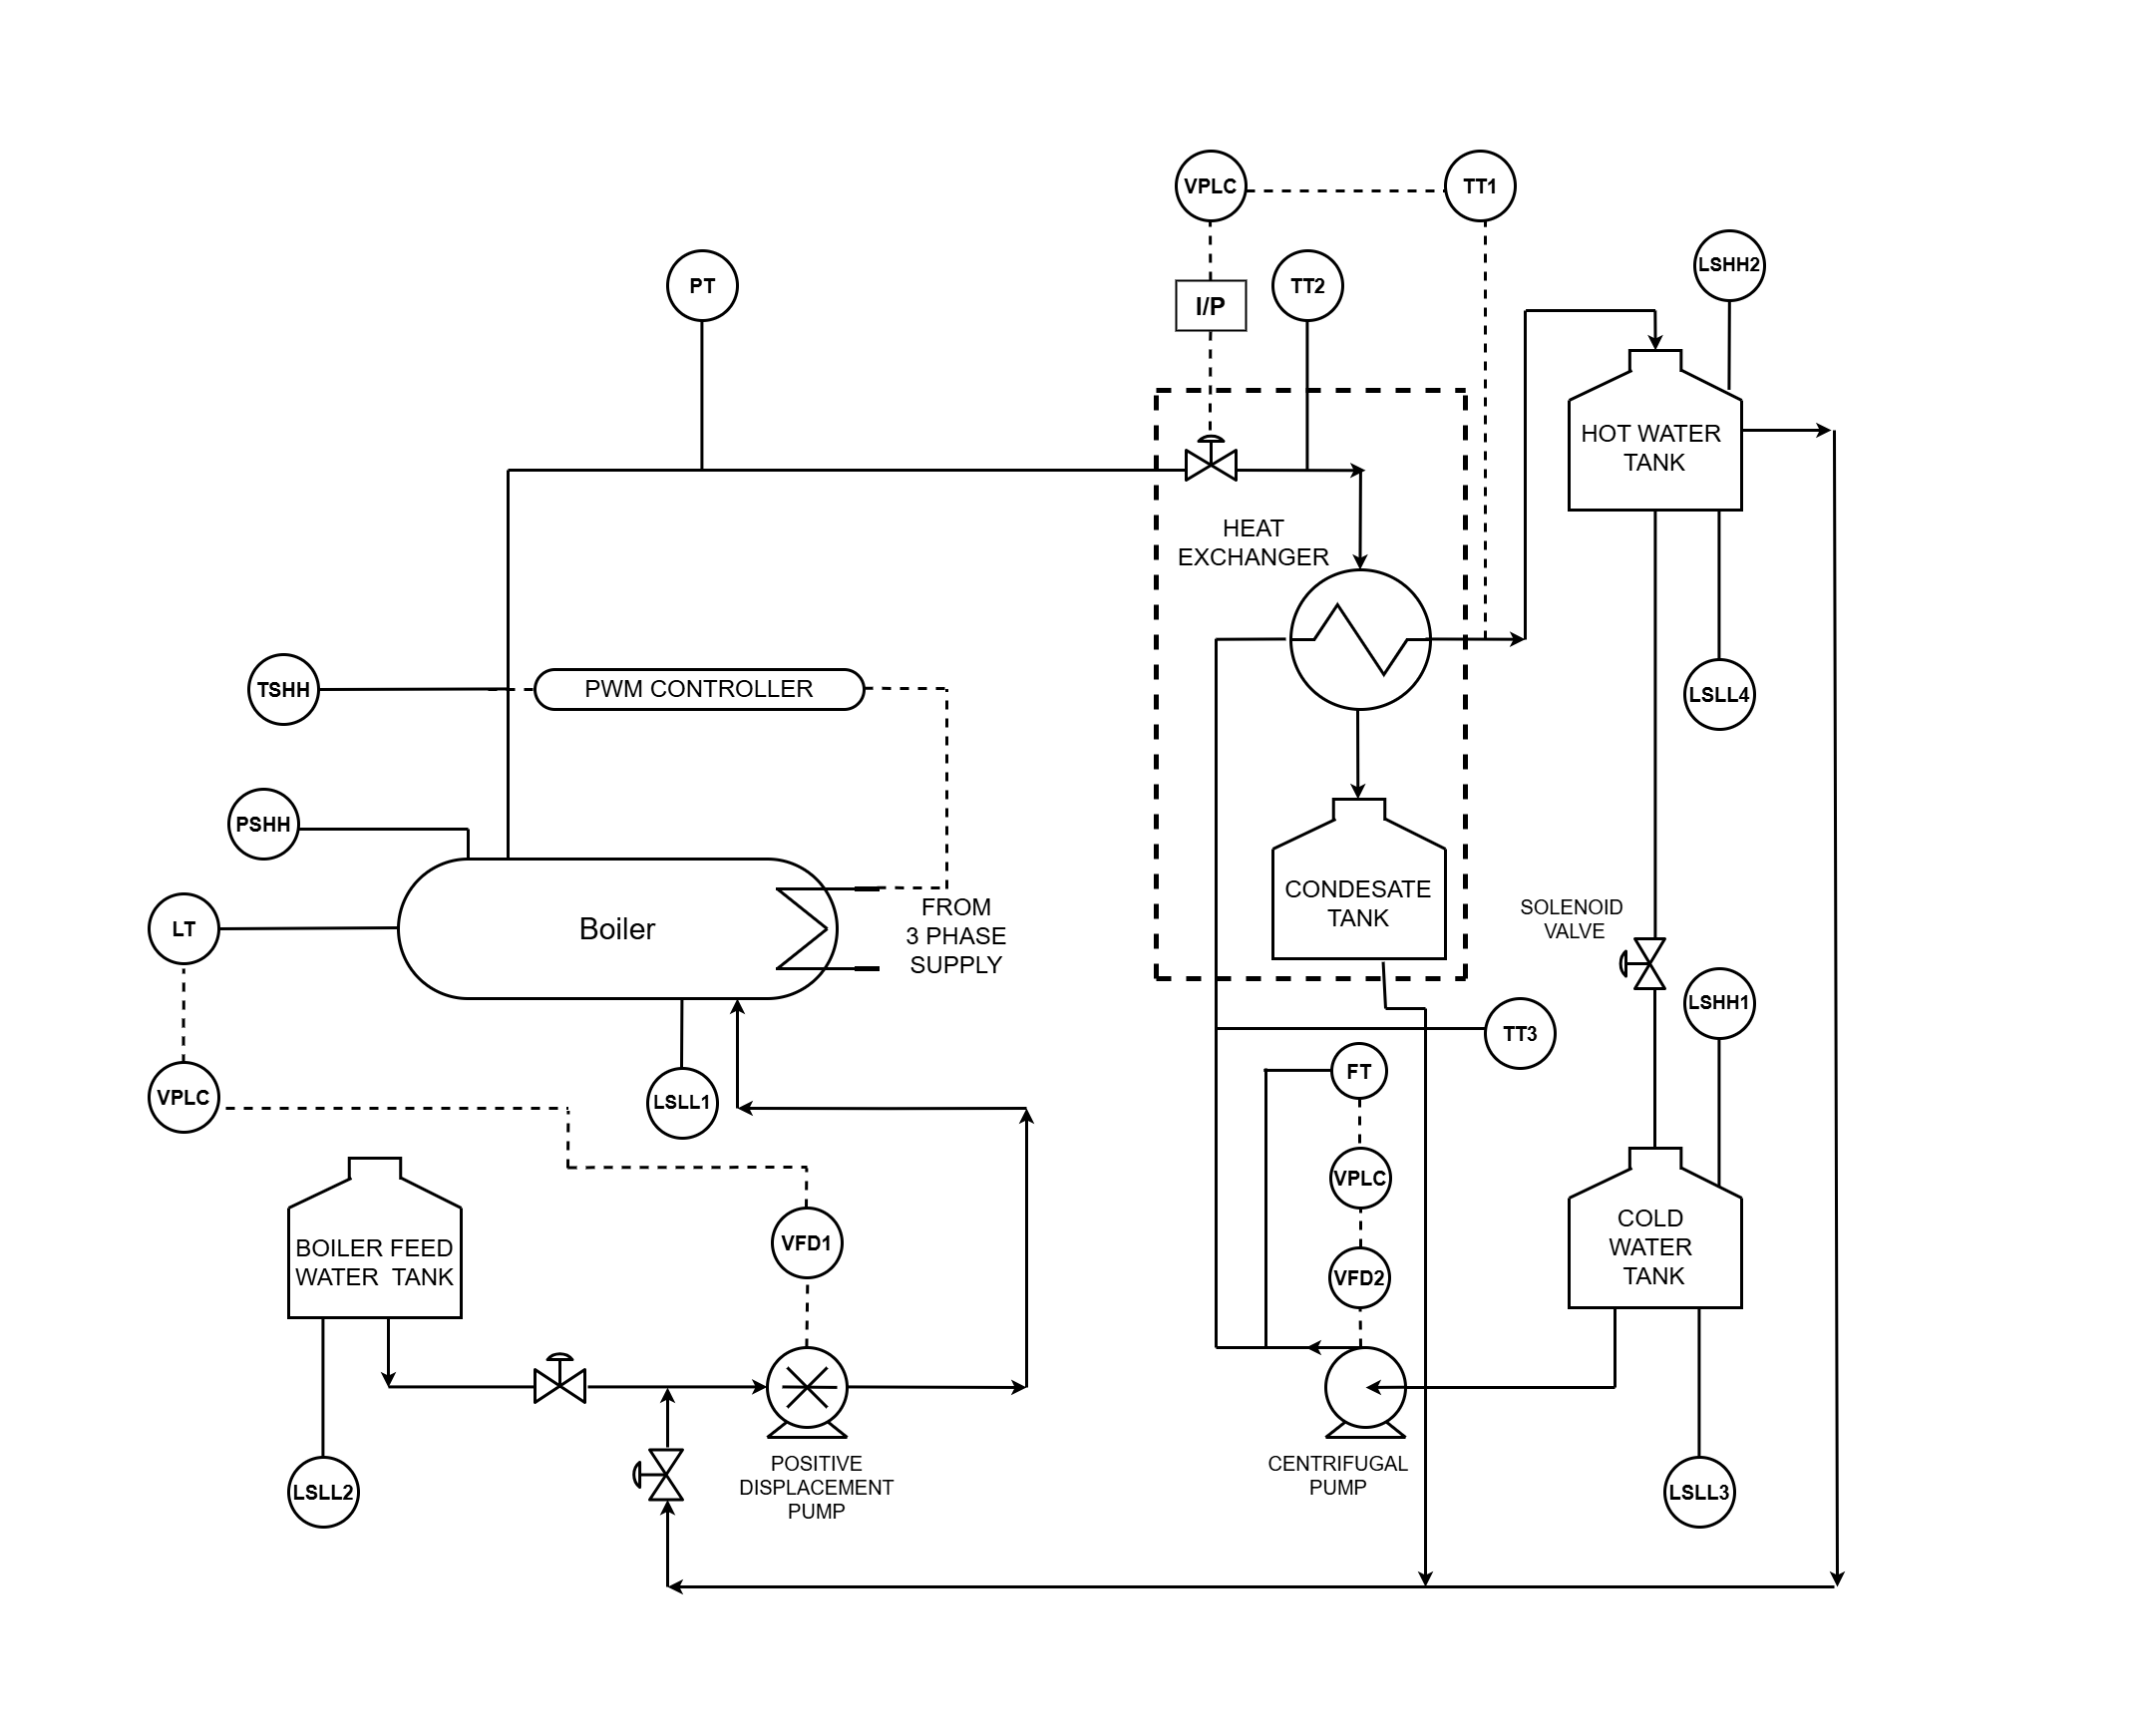 VPLC
TT1
LSHH2
PT
I/P
TT2
HOT WATER
TANK
HEAT
EXCHANGER
TSHH
PWM CONTROLLER
LSLL4
PSHH
LT
Boiler
FROM
3 PHASE
SUPPLY
CONDESATE
TANK
SOLENOID
VALVE
LSHH1
TT3
VPLC
LSLL1
FT
VPLC
BOILER FEED
WATER TANK
VFD1
VFD2
COLD
WATER
TANK
LSLL2
POSITIVE
DISPLACEMENT
PUMP
CENTRIFUGAL
PUMP
LSLL3